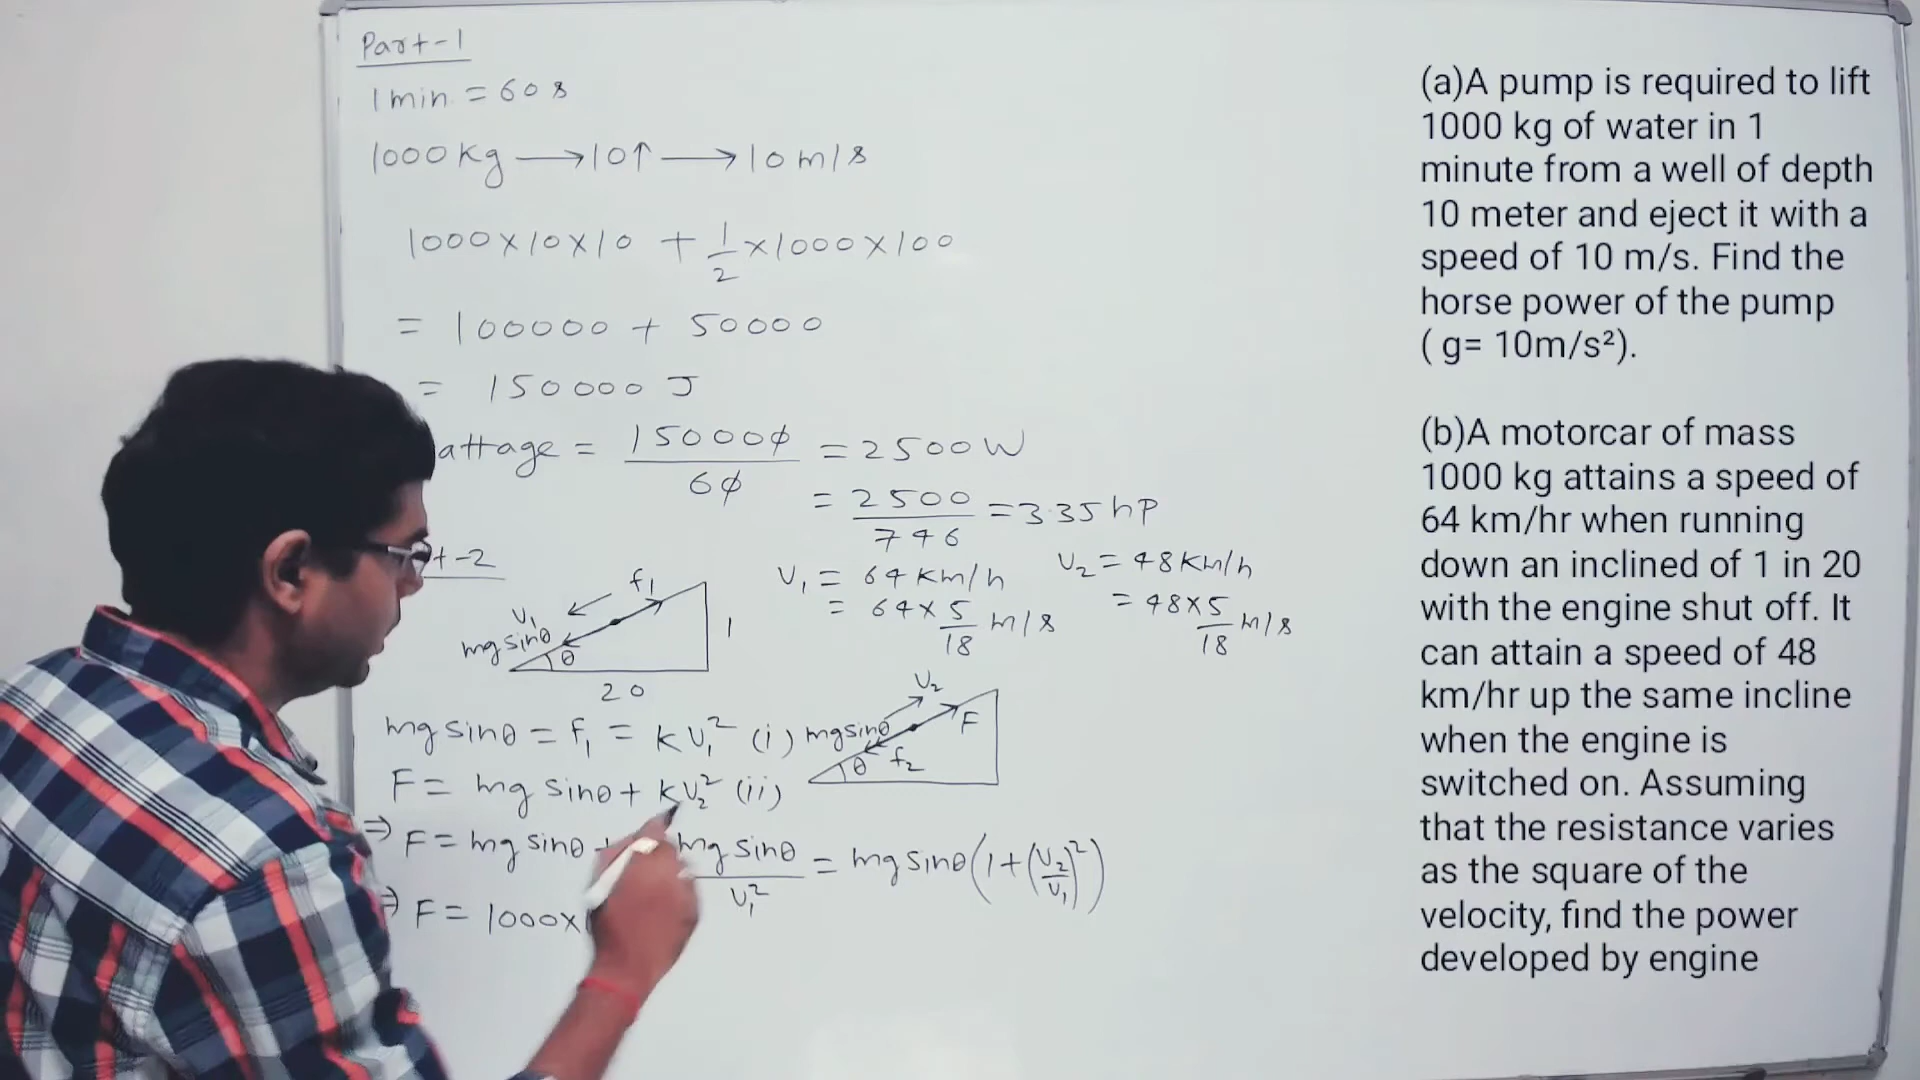 Part-1
1 min = 60 s
1000 kg → 10↑ → 10 m/s
1000×10×10 + 1/2 ×1000×100
= 100000 + 50000
= 150000 J
attage = 150000/60 = 2500 W
= 2500/746 = 3.35 hP
t-2
f₁
V₁
mg sinθ
θ
1
20
V₁ = 64 km/h
= 64×5/18 m/s
V₂ = 48 km/h
= 48×5/18 m/s
V₂
F
mg sinθ
θ
f₂
mg sinθ = f₁ = KV₁² (i)
F = mg sinθ + KV₂² (ii)
⇒ F = mg sinθ + mg sinθ/V₁² = mg sinθ(1+(V₂/V₁)²)
⇒ F = 1000×
(a)A pump is required to lift
1000 kg of water in 1
minute from a well of depth
10 meter and eject it with a
speed of 10 m/s. Find the
horse power of the pump
( g= 10m/s²).
(b)A motorcar of mass
1000 kg attains a speed of
64 km/hr when running
down an inclined of 1 in 20
with the engine shut off. It
can attain a speed of 48
km/hr up the same incline
when the engine is
switched on. Assuming
that the resistance varies
as the square of the
velocity, find the power
developed by engine